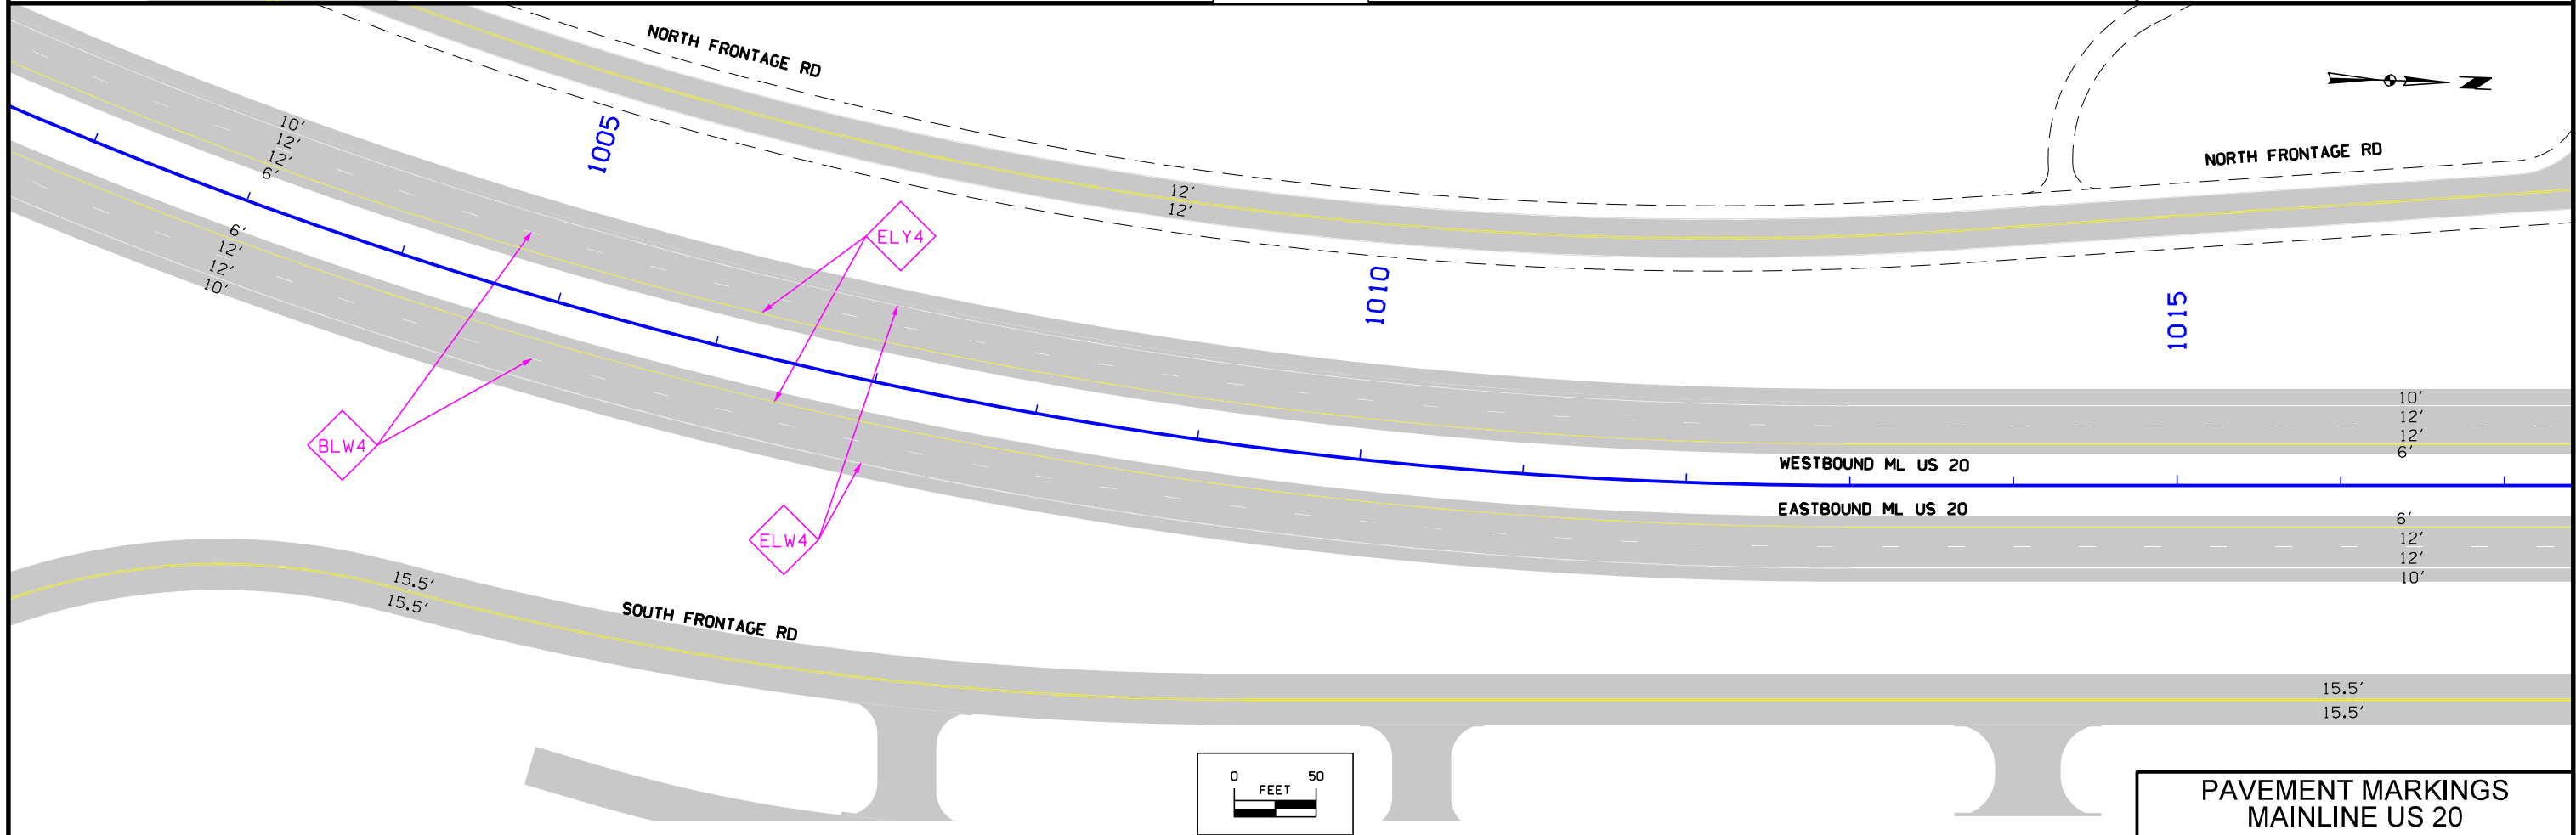 NORTH FRONTAGE RD
NORTH FRONTAGE RD
10'
12'
12'
6'
1005
12'
12'
ELY4
6'
12'
12'
10'
1010
1015
BLW4
ELW4
10'
12'
12'
6'
WESTBOUND ML US 20
EASTBOUND ML US 20
6'
12'
12'
10'
15.5'
15.5'
SOUTH FRONTAGE RD
15.5'
15.5'
0 50
FEET
PAVEMENT MARKINGS
MAINLINE US 20